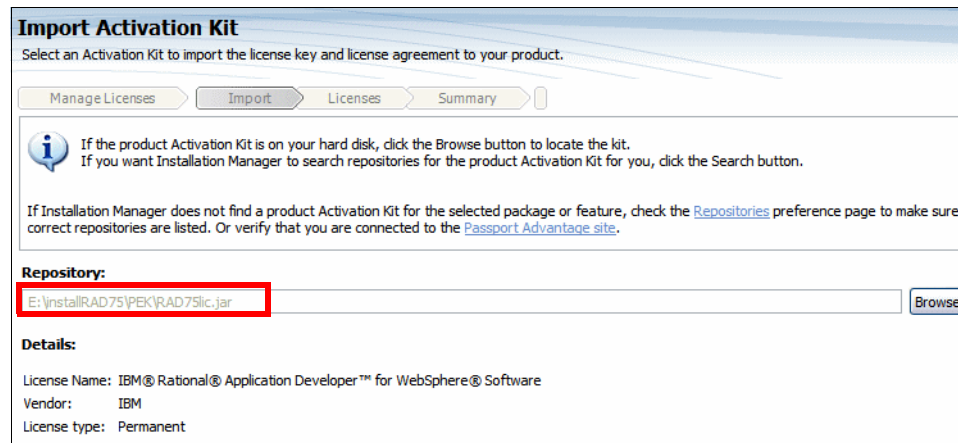 Import Activation Kit
Select an Activation Kit to import the license key and license agreement to your product.
Manage Licenses Import Licenses Summary
If the product Activation Kit is on your hard disk, click the Browse button to locate the kit.
If you want Installation Manager to search repositories for the product Activation Kit for you, click the Search button.
If Installation Manager does not find a product Activation Kit for the selected package or feature, check the Repositories preference page to make sure
correct repositories are listed. Or verify that you are connected to the Passport Advantage site.
Repository:
E:\installRAD75\PEK\RAD75lic.jar Browse
Details:
License Name: IBM® Rational® Application Developer™ for WebSphere® Software
Vendor: IBM
License type: Permanent